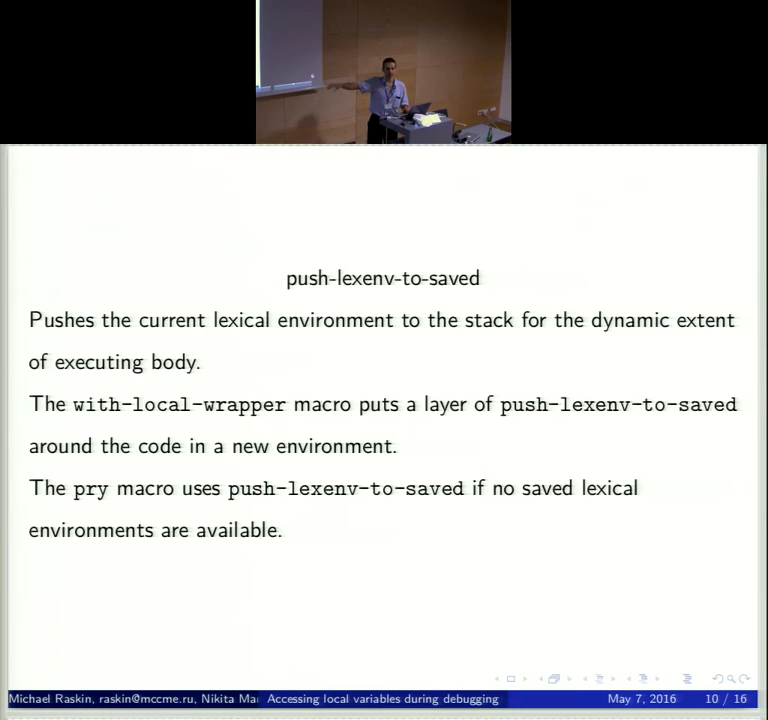 push-lexenv-to-saved
Pushes the current lexical environment to the stack for the dynamic extent
of executing body.
The with-local-wrapper macro puts a layer of push-lexenv-to-saved
around the code in a new environment.
The pry macro uses push-lexenv-to-saved if no saved lexical
environments are available.
Michael Raskin, raskin@mccme.ru, Nikita Ma Accessing local variables during debugging May 7, 2016 10 / 16